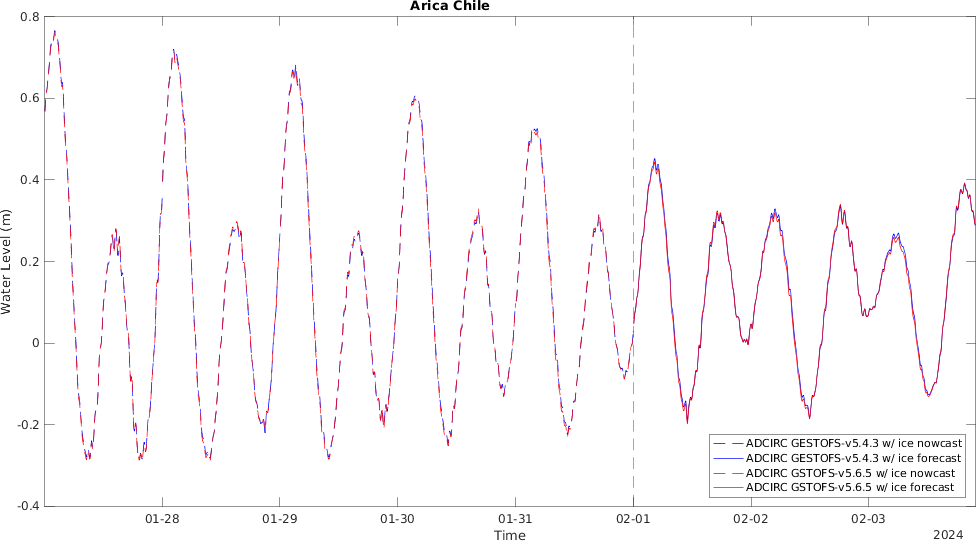 Arica Chile
0.8
0.6
0.4
0.2
0
-0.2
-0.4
Water Level (m)
01-28 01-29 01-30 01-31 02-01 02-02 02-03
Time
2024
ADCIRC GESTOFS-v5.4.3 w/ ice nowcast
ADCIRC GESTOFS-v5.4.3 w/ ice forecast
ADCIRC GSTOFS-v5.6.5 w/ ice nowcast
ADCIRC GSTOFS-v5.6.5 w/ ice forecast